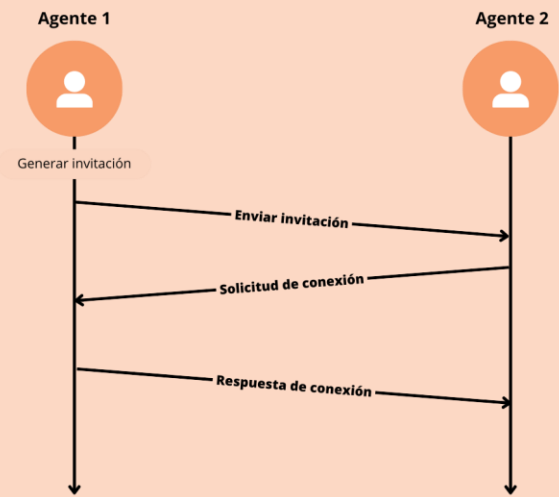 Agente 1
Agente 2
Generar invitación
Enviar invitación
Solicitud de conexión
Respuesta de conexión